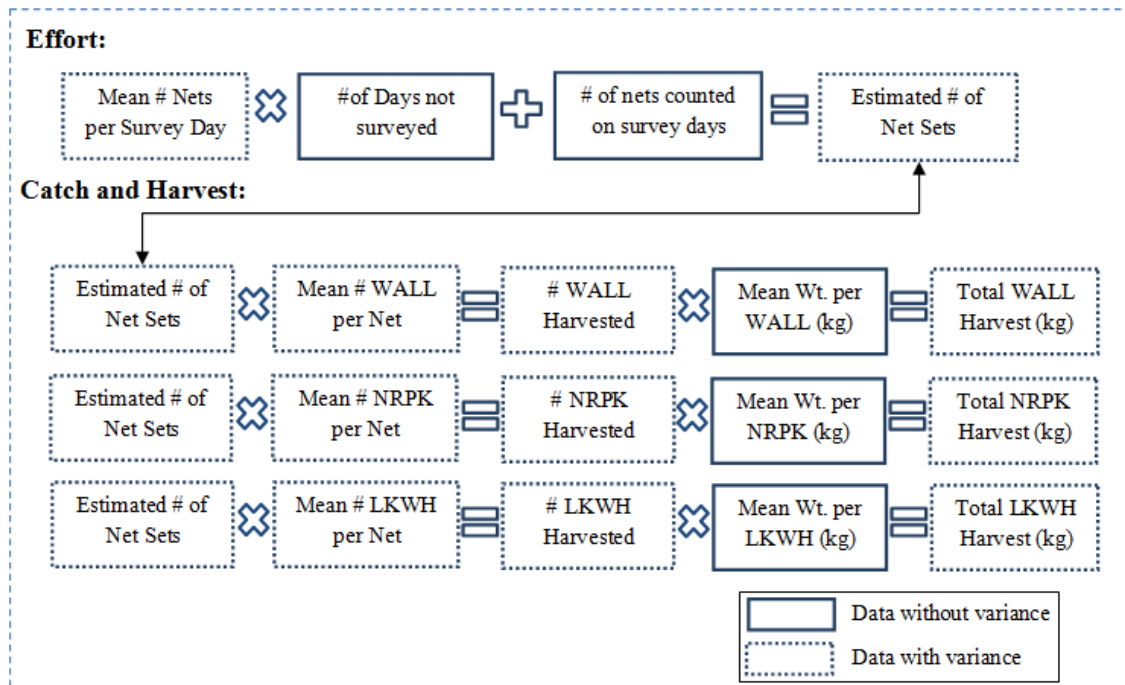 Effort:
Mean # Nets
per Survey Day
#of Days not
surveyed
# of nets counted
on survey days
Estimated # of
Net Sets
Catch and Harvest:
Estimated # of
Net Sets
Mean # WALL
per Net
# WALL
Harvested
Mean Wt. per
WALL (kg)
Total WALL
Harvest (kg)
Estimated # of
Net Sets
Mean # NRPK
per Net
# NRPK
Harvested
Mean Wt. per
NRPK (kg)
Total NRPK
Harvest (kg)
Estimated # of
Net Sets
Mean # LKWH
per Net
# LKWH
Harvested
Mean Wt. per
LKWH (kg)
Total LKWH
Harvest (kg)
Data without variance
Data with variance